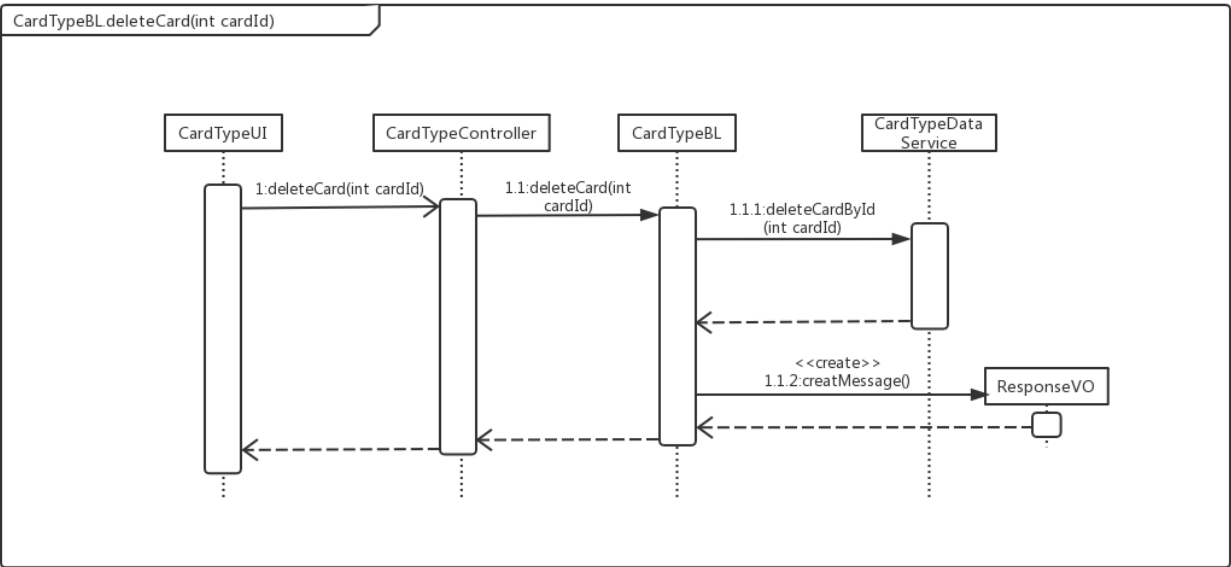 CardTypeBL.deleteCard(int cardId)
CardTypeUI
CardTypeController
CardTypeBL
CardTypeData
Service
1:deleteCard(int cardId)
1.1:deleteCard(int
cardId)
1.1.1:deleteCardById
(int cardId)
<<create>>
1.1.2:creatMessage()
ResponseVO